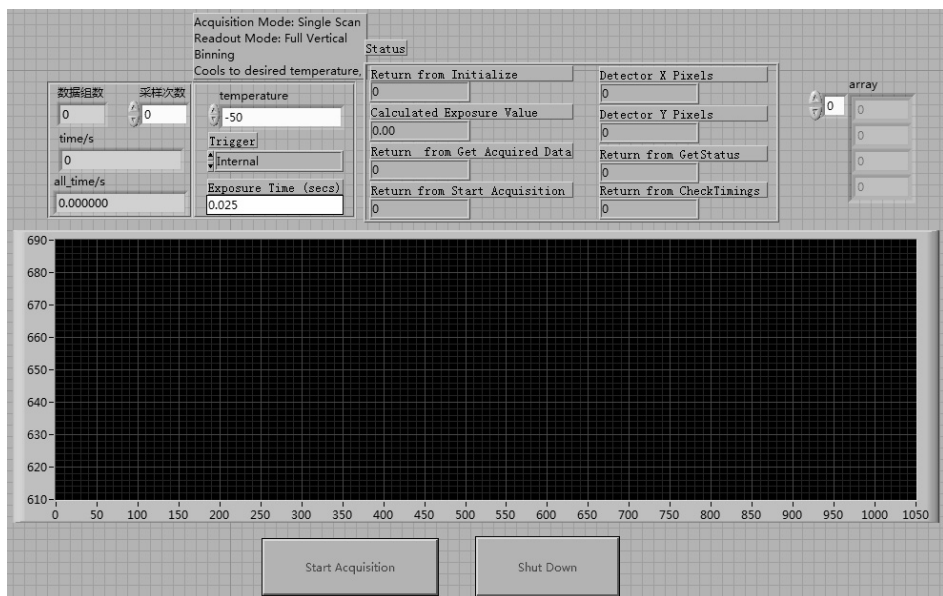 Acquisition Mode: Single Scan
Readout Mode: Full Vertical
Binning
Cools to desired temperature,
Status
数据组数 采样次数
0 0
time/s
0
all_time/s
0.000000
temperature
-50
Trigger
Internal
Exposure Time (secs)
0.025
Return from Initialize
0
Calculated Exposure Value
0.00
Return from Get Acquired Data
0
Return from Start Acquisition
0
Detector X Pixels
0
Detector Y Pixels
0
Return from GetStatus
0
Return from CheckTimings
0
array
0 0
0
0
0
690
680
670
660
650
640
630
620
610
0 50 100 150 200 250 300 350 400 450 500 550 600 650 700 750 800 850 900 950 1000 1050
Start Acquisition Shut Down